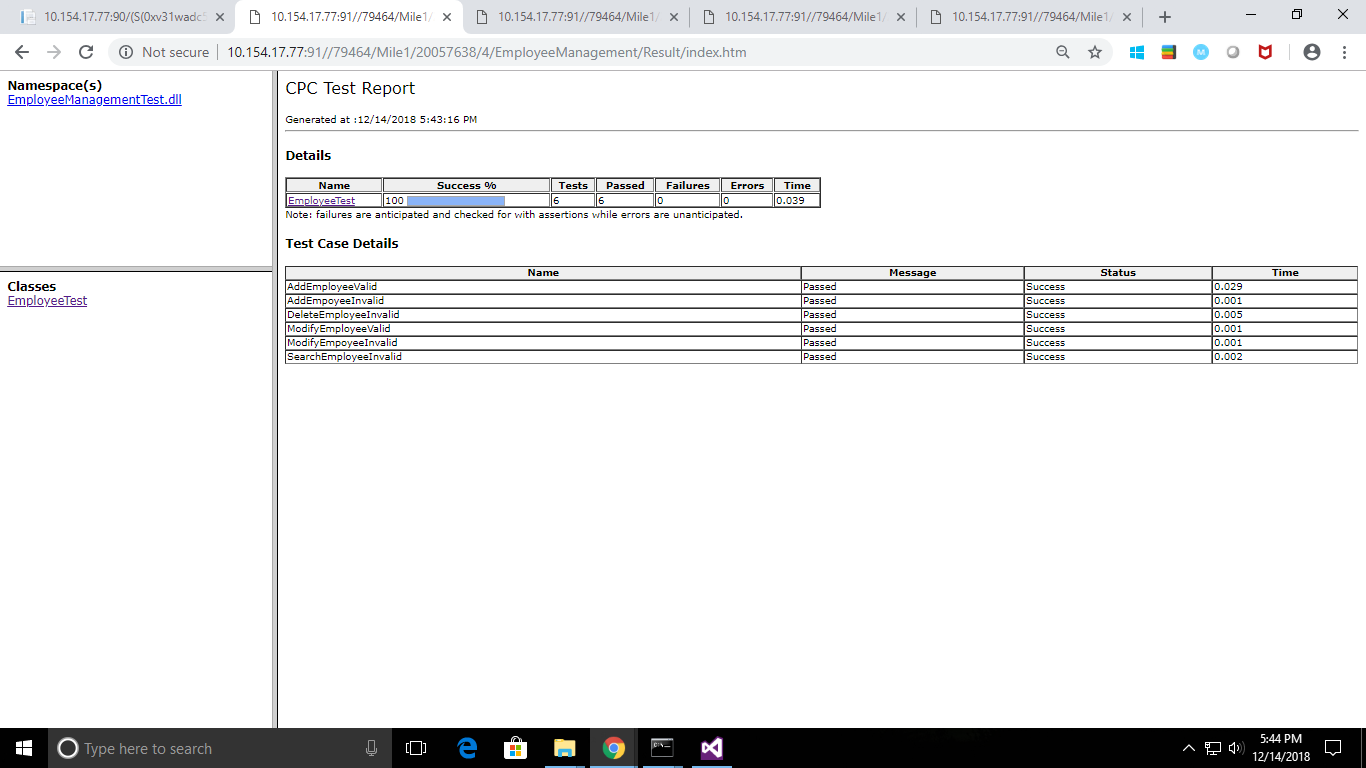 10.154.17.77:90/(S(0xv31wadc
10.154.17.77:91//79464/Mile1/
10.154.17.77:91//79464/Mile1/
10.154.17.77:91//79464/Mile1/
10.154.17.77:91//79464/Mile1/
Not secure | 10.154.17.77:91//79464/Mile1/20057638/4/EmployeeManagement/Result/index.htm
Namespace(s)
EmployeeManagementTest.dll
Classes
EmployeeTest
CPC Test Report
Generated at :12/14/2018 5:43:16 PM
Details
Name Success % Tests Passed Failures Errors Time
EmployeeTest 100 6 6 0 0 0.039
Note: failures are anticipated and checked for with assertions while errors are unanticipated.
Test Case Details
Name Message Status Time
AddEmployeeValid Passed Success 0.029
AddEmpoyeeInvalid Passed Success 0.001
DeleteEmployeeInvalid Passed Success 0.005
ModifyEmployeeValid Passed Success 0.001
ModifyEmpoyeeInvalid Passed Success 0.001
SearchEmployeeInvalid Passed Success 0.002
Type here to search
5:44 PM
12/14/2018